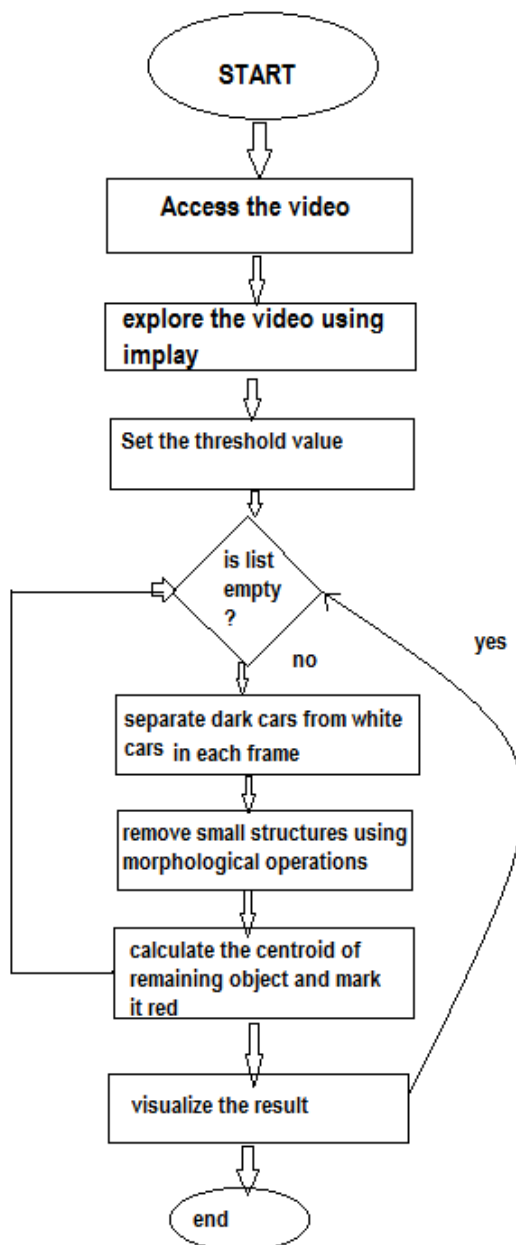 START
Access the video
explore the video using
implay
Set the threshold value
is list
empty
?
no
yes
separate dark cars from white
cars in each frame
remove small structures using
morphological operations
calculate the centroid of
remaining object and mark
it red
visualize the result
end